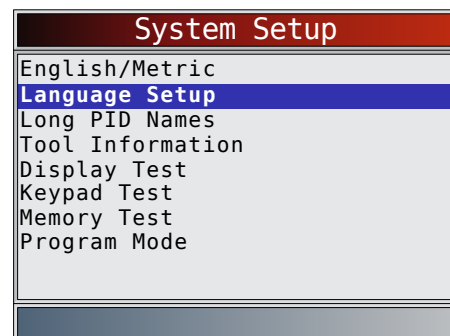 System Setup
English/Metric
Language Setup
Long PID Names
Tool Information
Display Test
Keypad Test
Memory Test
Program Mode